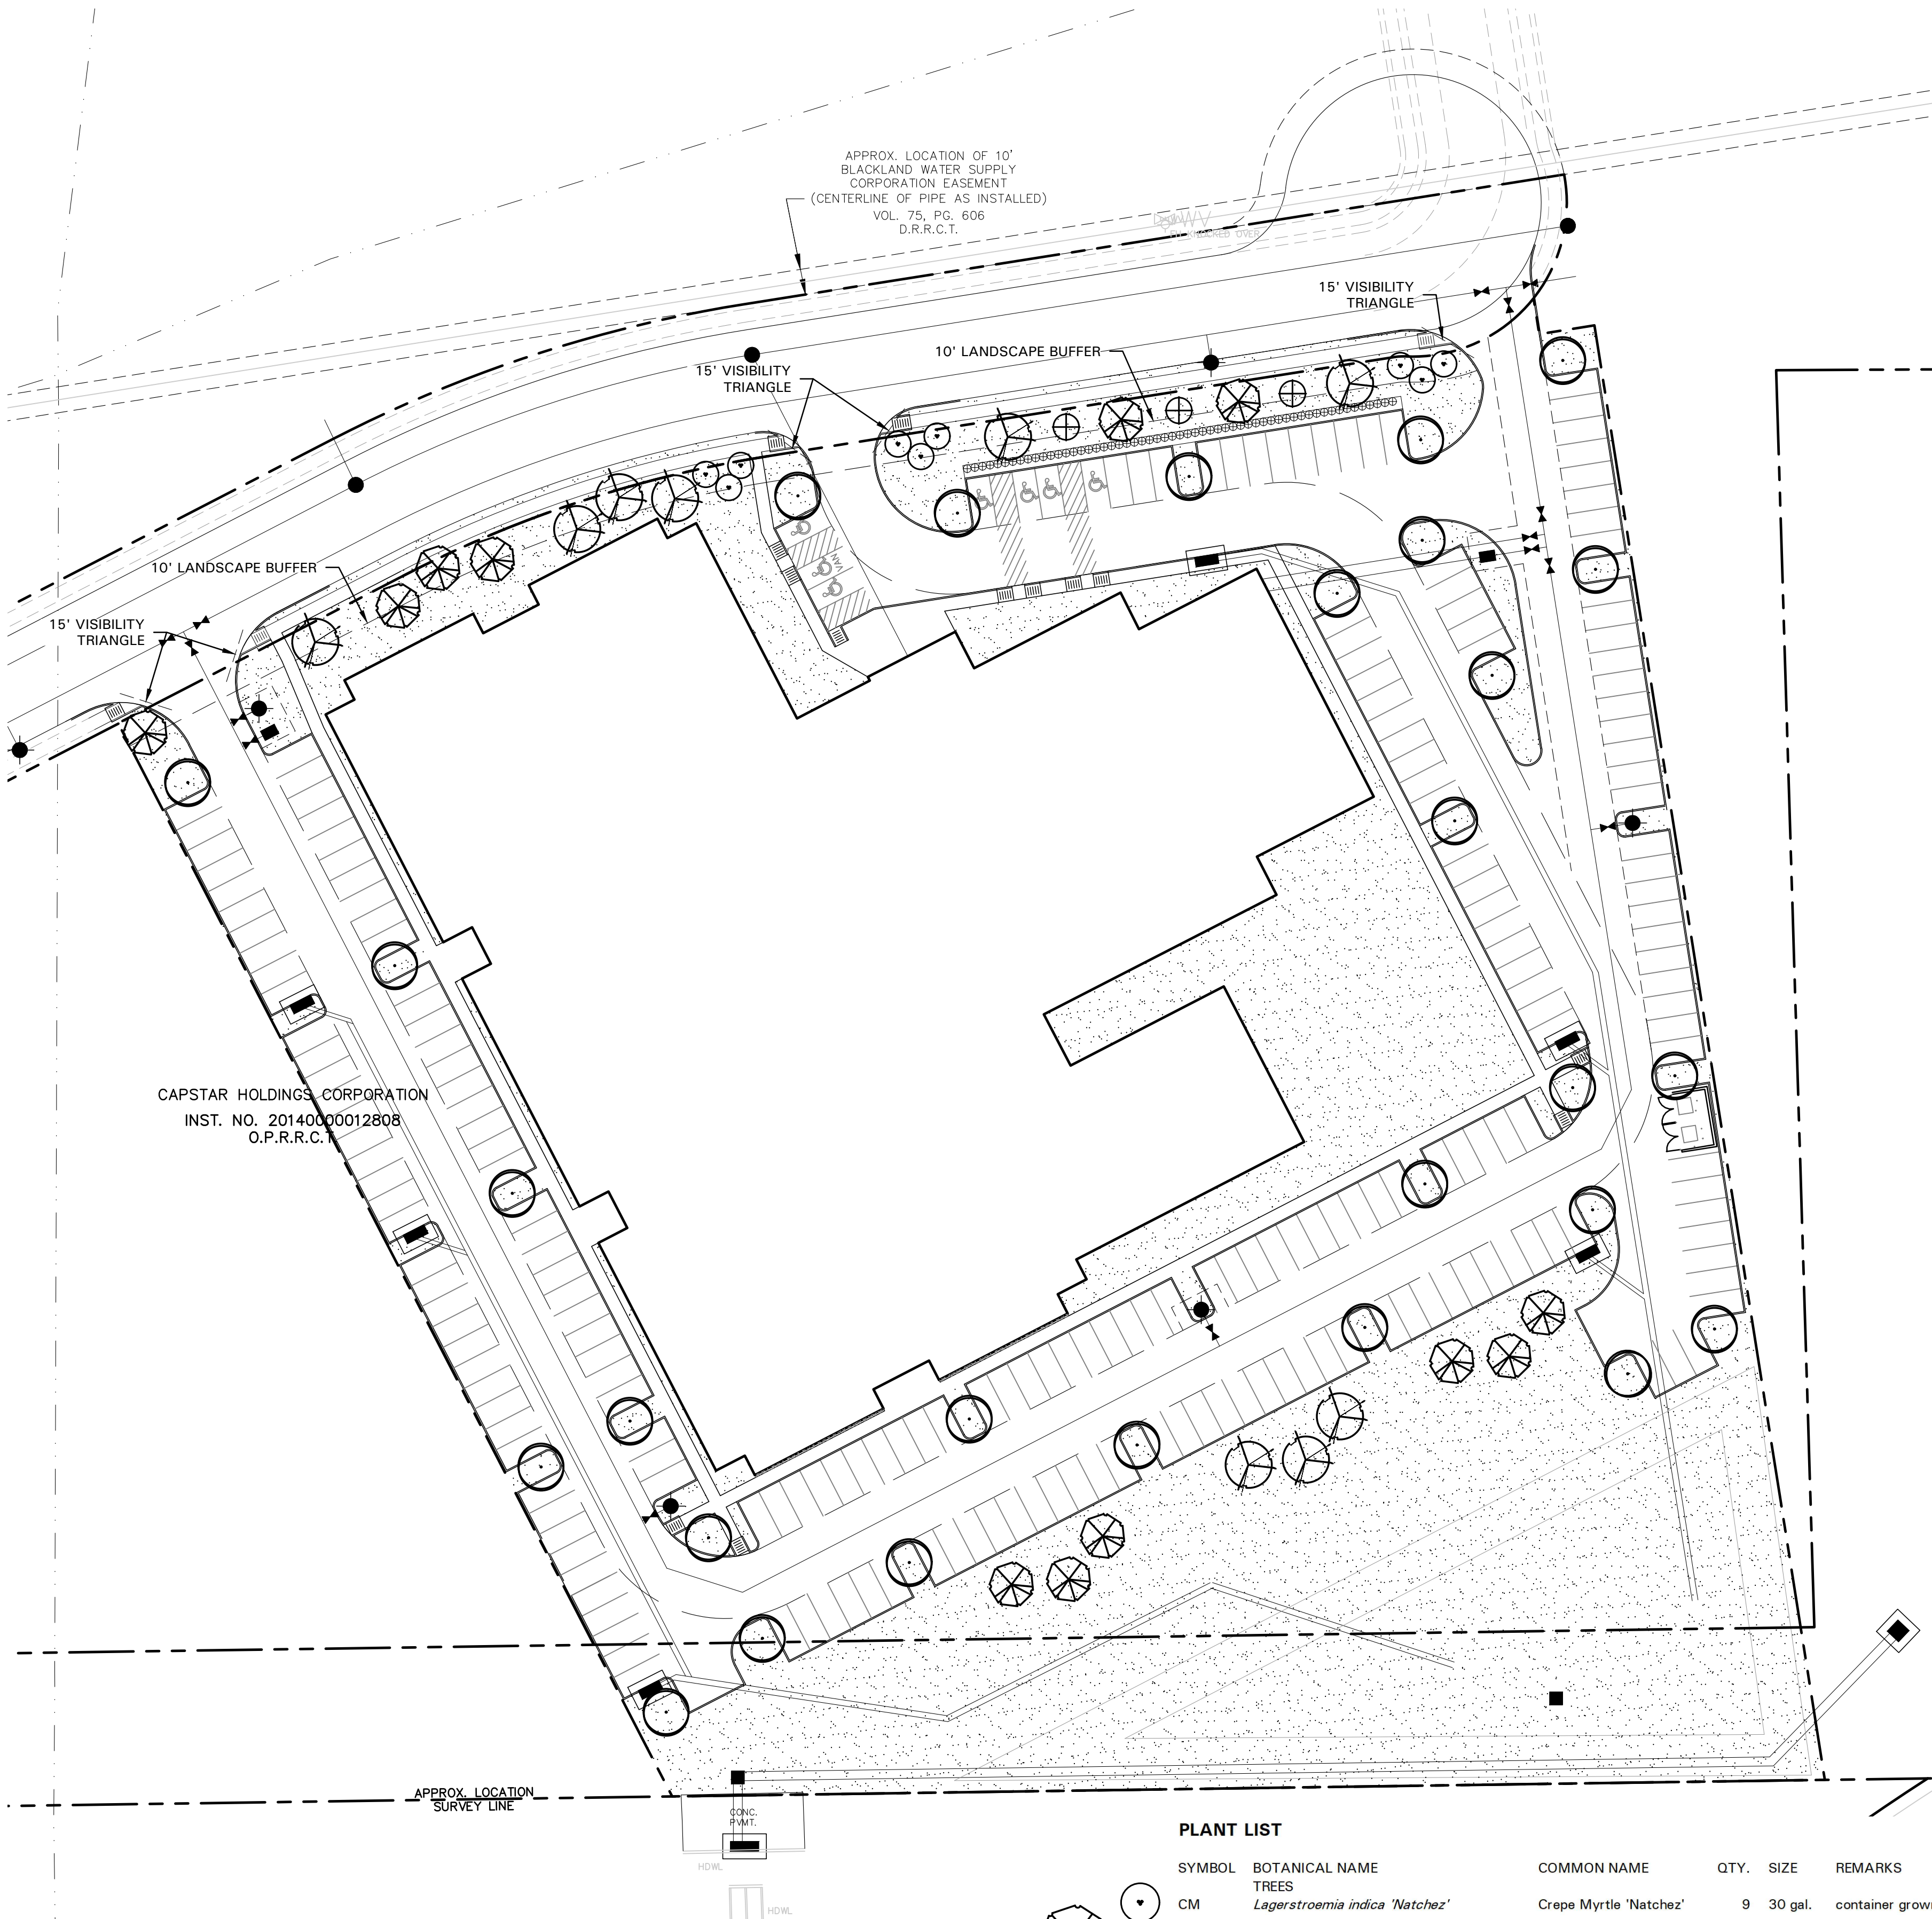 APPROX. LOCATION OF 10'
BLACKLAND WATER SUPPLY
CORPORATION EASEMENT
(CENTERLINE OF PIPE AS INSTALLED)
VOL. 75, PG. 606
D.R.R.C.T.
FH KNOCKED OVER
15' VISIBILITY
TRIANGLE
10' LANDSCAPE BUFFER
15' VISIBILITY
TRIANGLE
VAN
10' LANDSCAPE BUFFER
15' VISIBILITY
TRIANGLE
CAPSTAR HOLDINGS CORPORATION
INST. NO. 20140000012808
O.P.R.R.C.T.
APPROX. LOCATION
SURVEY LINE
CONC.
PVMT.
HDWL
HDWL
PLANT LIST
SYMBOL BOTANICAL NAME COMMON NAME QTY. SIZE REMARKS
TREES
CM Lagerstroemia indica 'Natchez' Crepe Myrtle 'Natchez' 9 30 gal. container grow